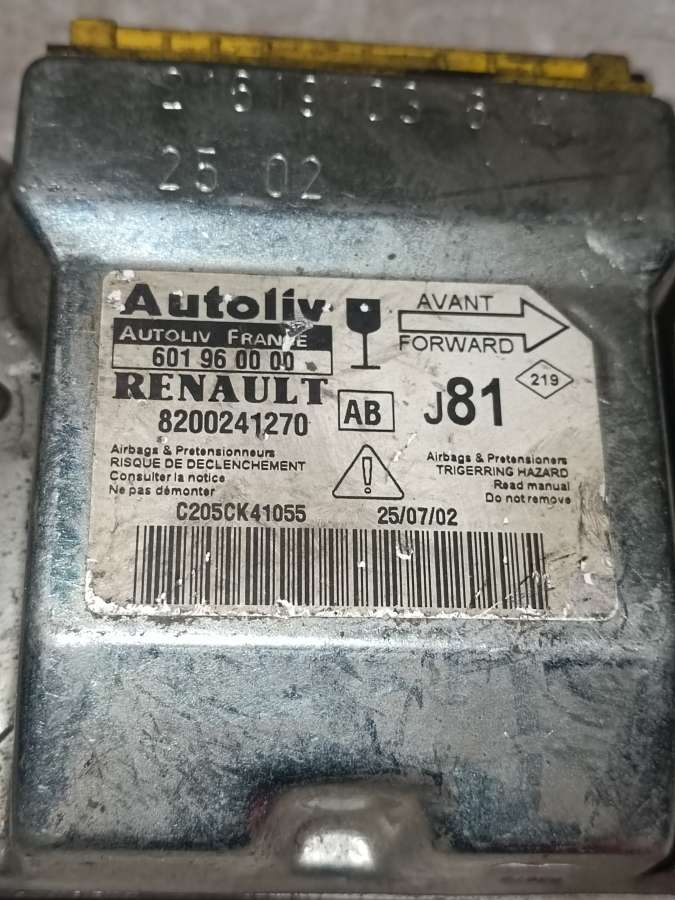 25 02
Autoliv
AUTOLIV FRANCE
601 96 00 00
RENAULT
8200241270
AB
AVANT
FORWARD
J81
219
Airbags & Pretensionneurs
RISQUE DE DECLENCHEMENT
Consulter la notice
Ne pas démonter
Airbags & Pretensioners
TRIGERRING HAZARD
Read manual
Do not remove
C205CK41055
25/07/02